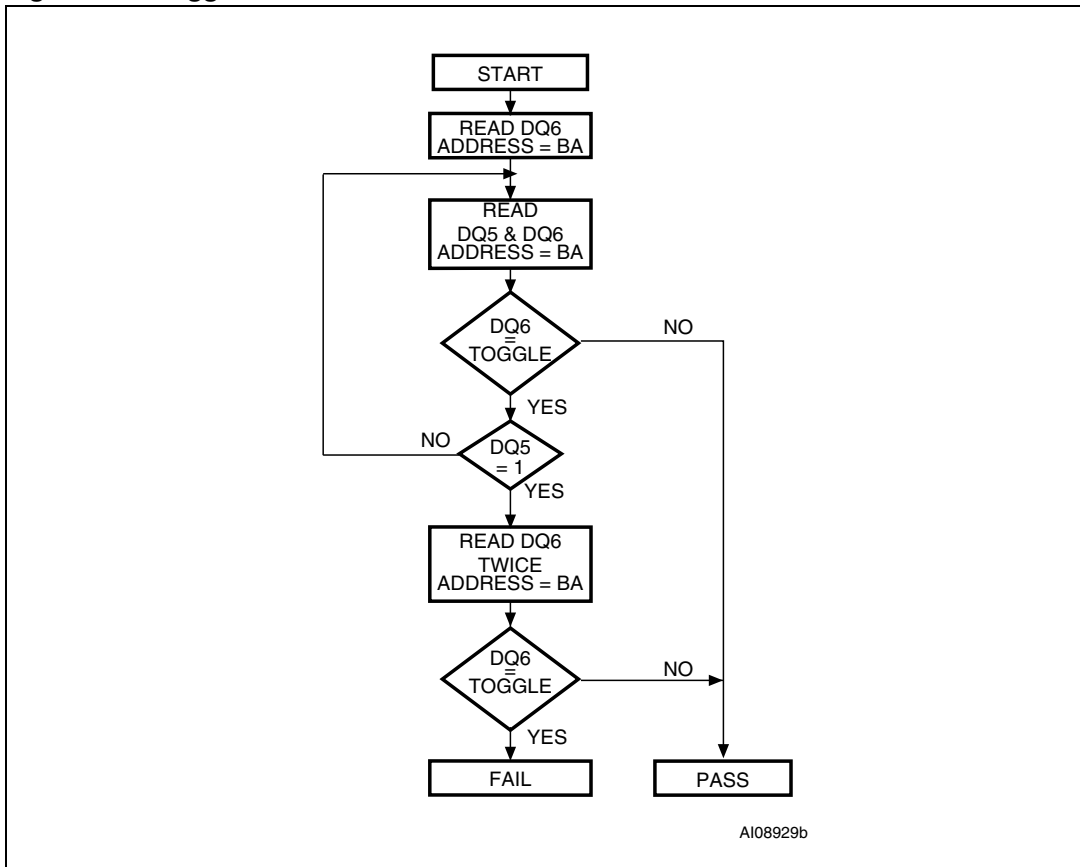 START
READ DQ6
ADDRESS = BA
READ
DQ5 & DQ6
ADDRESS = BA
DQ6
=
TOGGLE
NO
YES
NO
DQ5
= 1
YES
READ DQ6
TWICE
ADDRESS = BA
DQ6
=
TOGGLE
NO
YES
FAIL
PASS
AI08929b